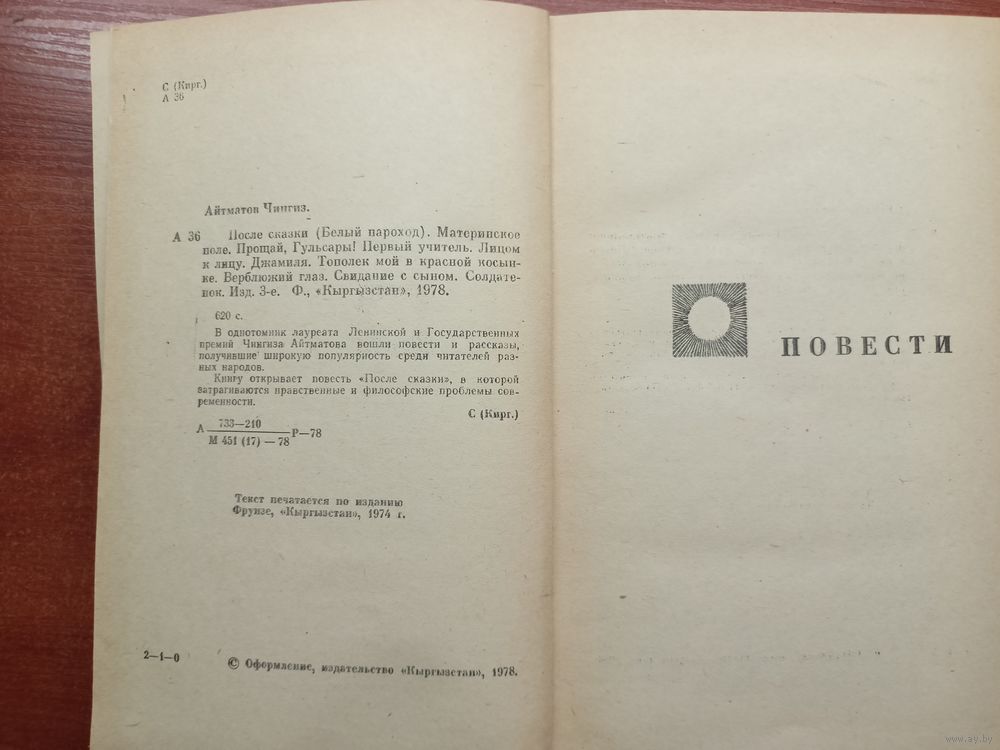 С (Кирг.)
А 36
Айтматов Чингиз.
А 36 После сказки (Белый пароход). Материнское
поле. Прощай, Гульсары! Первый учитель. Лицом
к лицу. Джамиля. Тополек мой в красной косын-
ке. Верблюжий глаз. Свидание с сыном. Солдате-
нок. Изд. 3-е. Ф., «Кыргызстан», 1978.
620 с.
В однотомник лауреата Ленинской и Государственных
премий Чингиза Айтматова вошли повести и рассказы,
получившие широкую популярность среди читателей раз-
ных народов.
Книгу открывает повесть «После сказки», в которой
затрагиваются нравственные и философские проблемы сов-
ременности.
С (Кирг.)
733—210
А Р—78
М 451 (17) — 78
Текст печатается по изданию
Фрунзе, «Кыргызстан», 1974 г.
2—1—0
© Оформление, издательство «Кыргызстан», 1978.
ПОВЕСТИ
www.ay.by